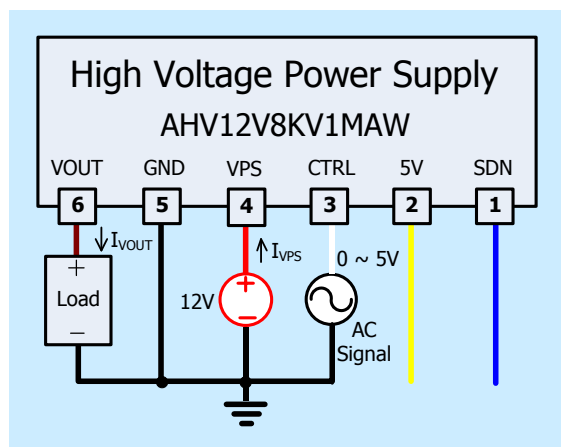 High Voltage Power Supply
AHV12V8KV1MAW
VOUT GND VPS CTRL 5V SDN
6 5 4 3 2 1
↓IVOUT ↑IVPS 0 ~ 5V
+ +
Load 12V
− −
AC
Signal